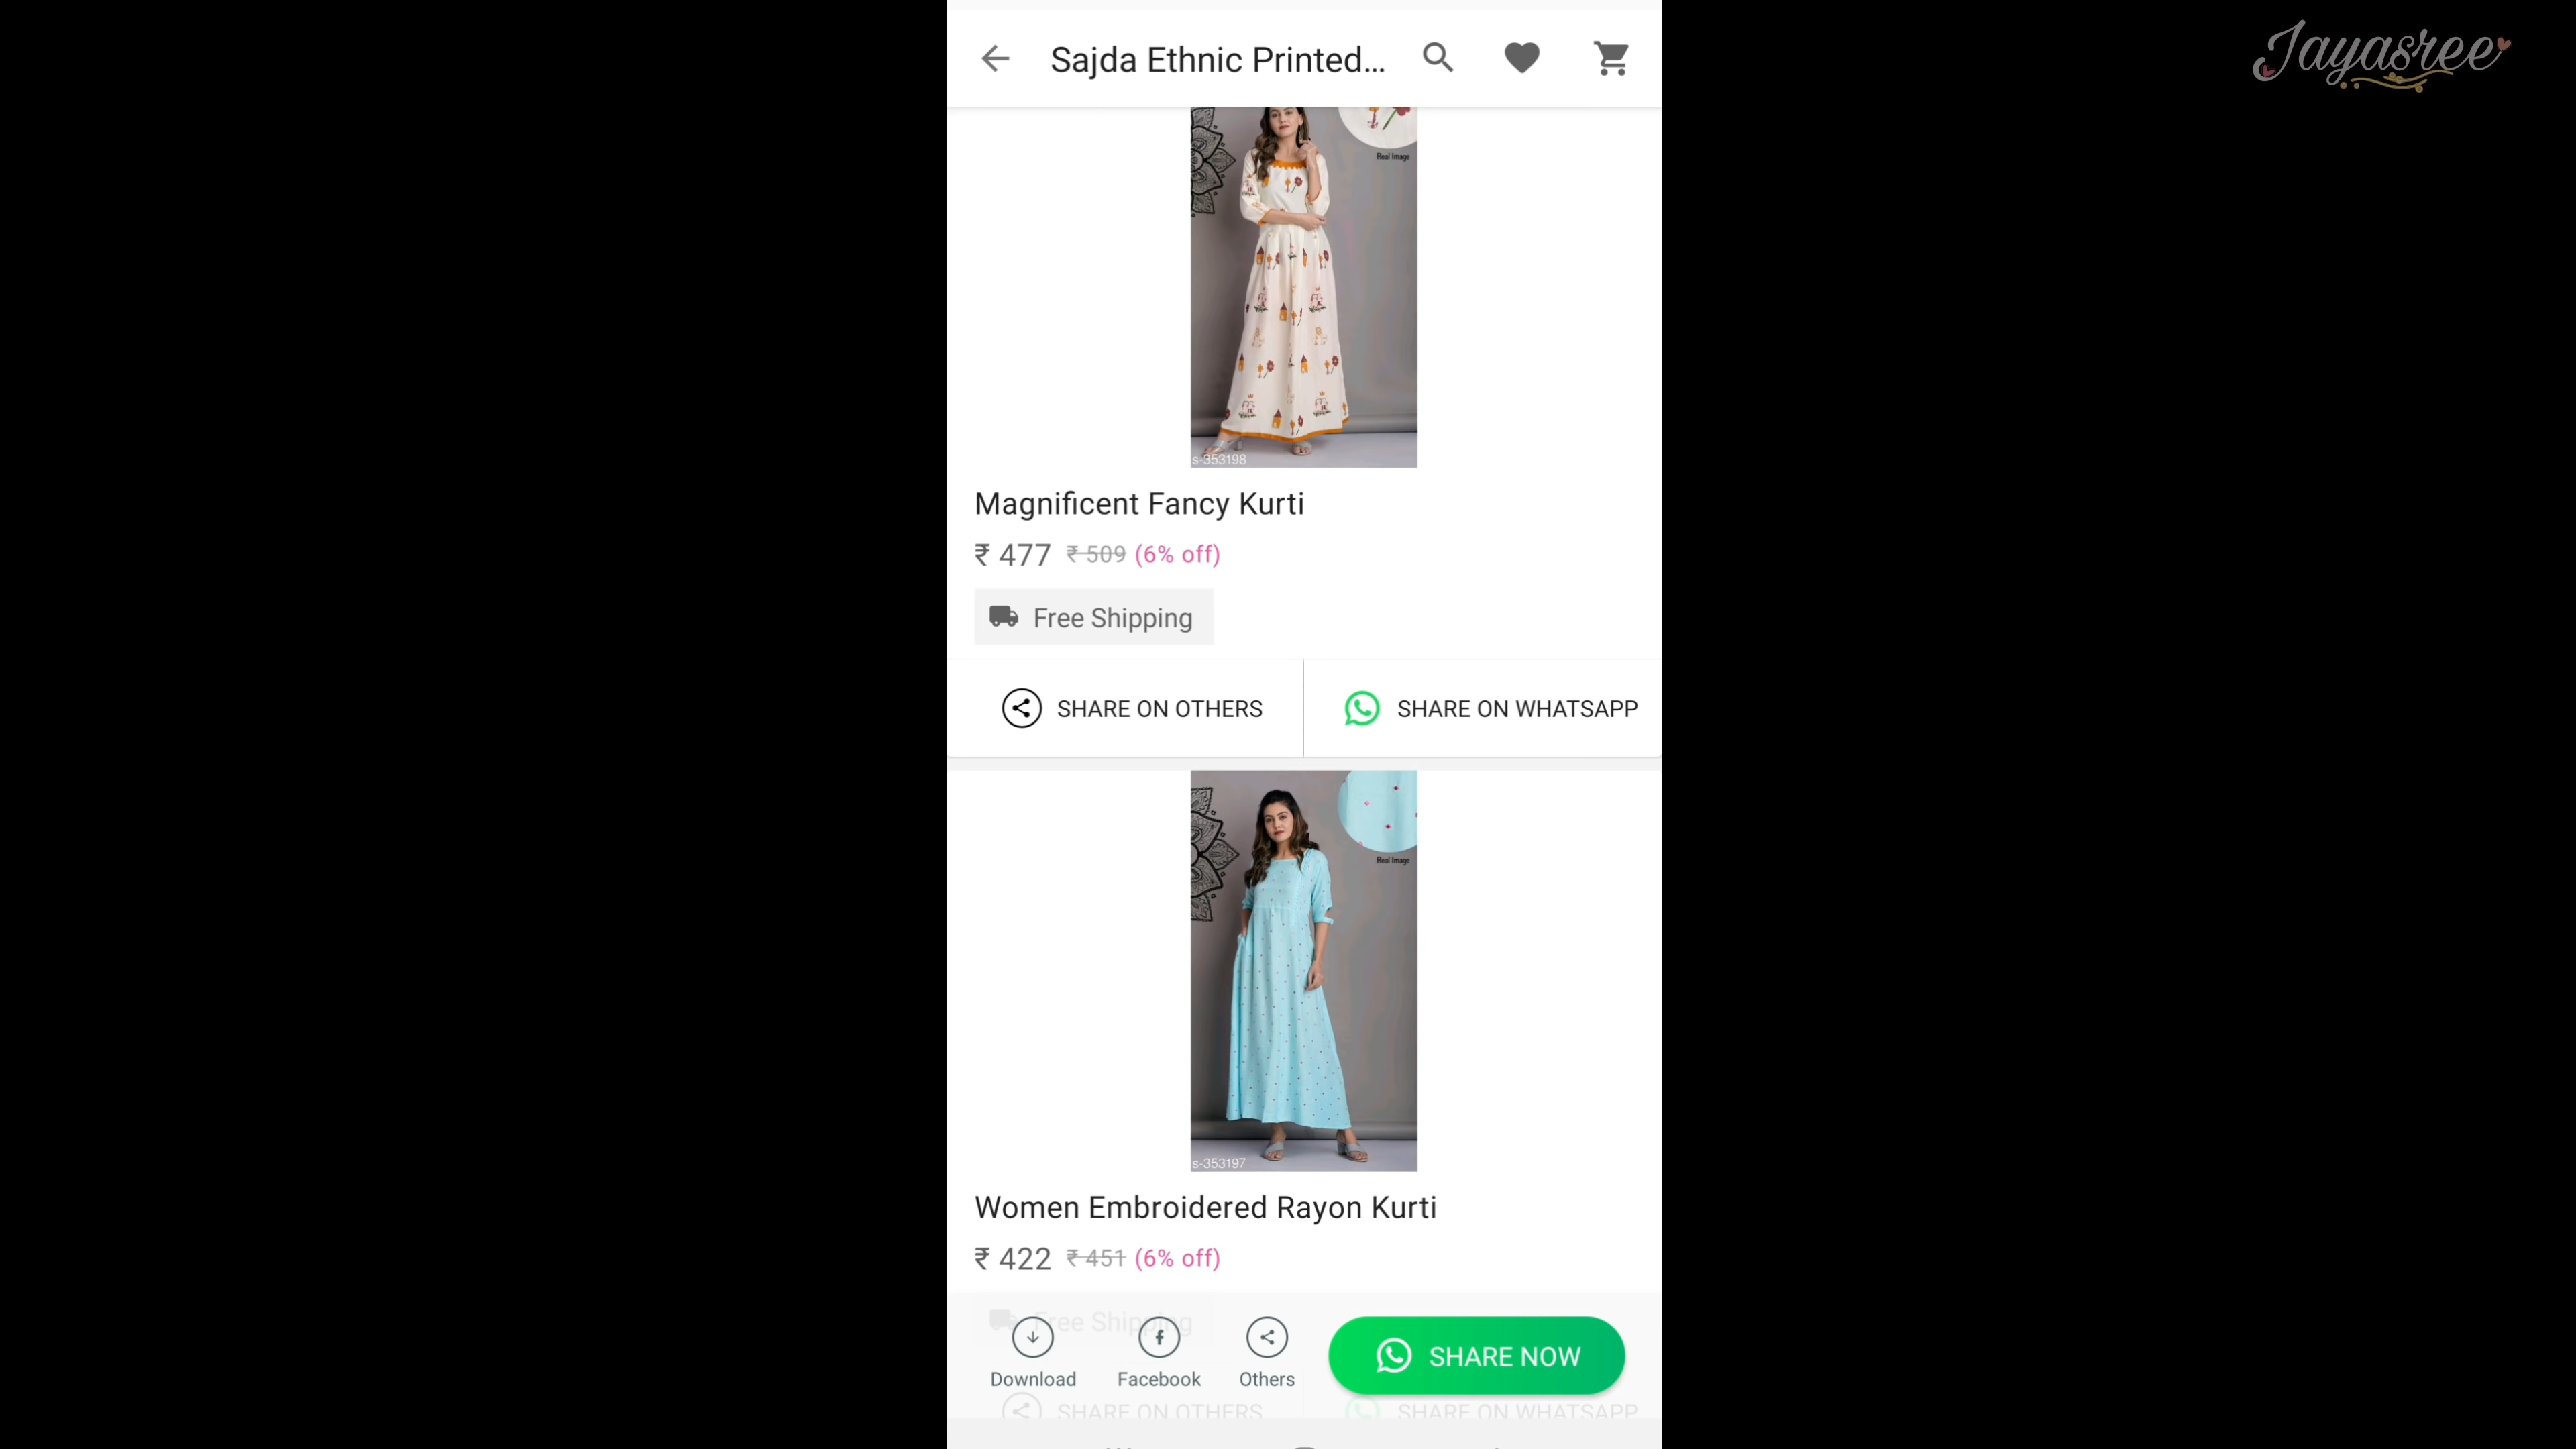 Jayasree
Sajda Ethnic Printed...
Real Image
s-353198
Magnificent Fancy Kurti
₹ 477 ₹ 509 (6% off)
Free Shipping
SHARE ON OTHERS
SHARE ON WHATSAPP
Real Image
s-353197
Women Embroidered Rayon Kurti
₹ 422 ₹ 451 (6% off)
Free Shipping
Download
Facebook
Others
SHARE NOW
SHARE ON OTHERS
SHARE ON WHATSAPP